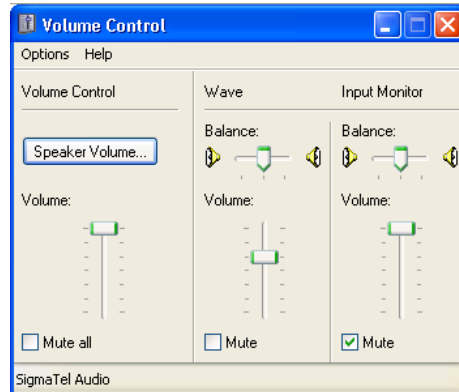 Volume Control
Options Help
Volume Control
Wave
Input Monitor
Speaker Volume...
Balance:
Balance:
Volume:
Volume:
Volume:
Mute all
Mute
Mute
SigmaTel Audio